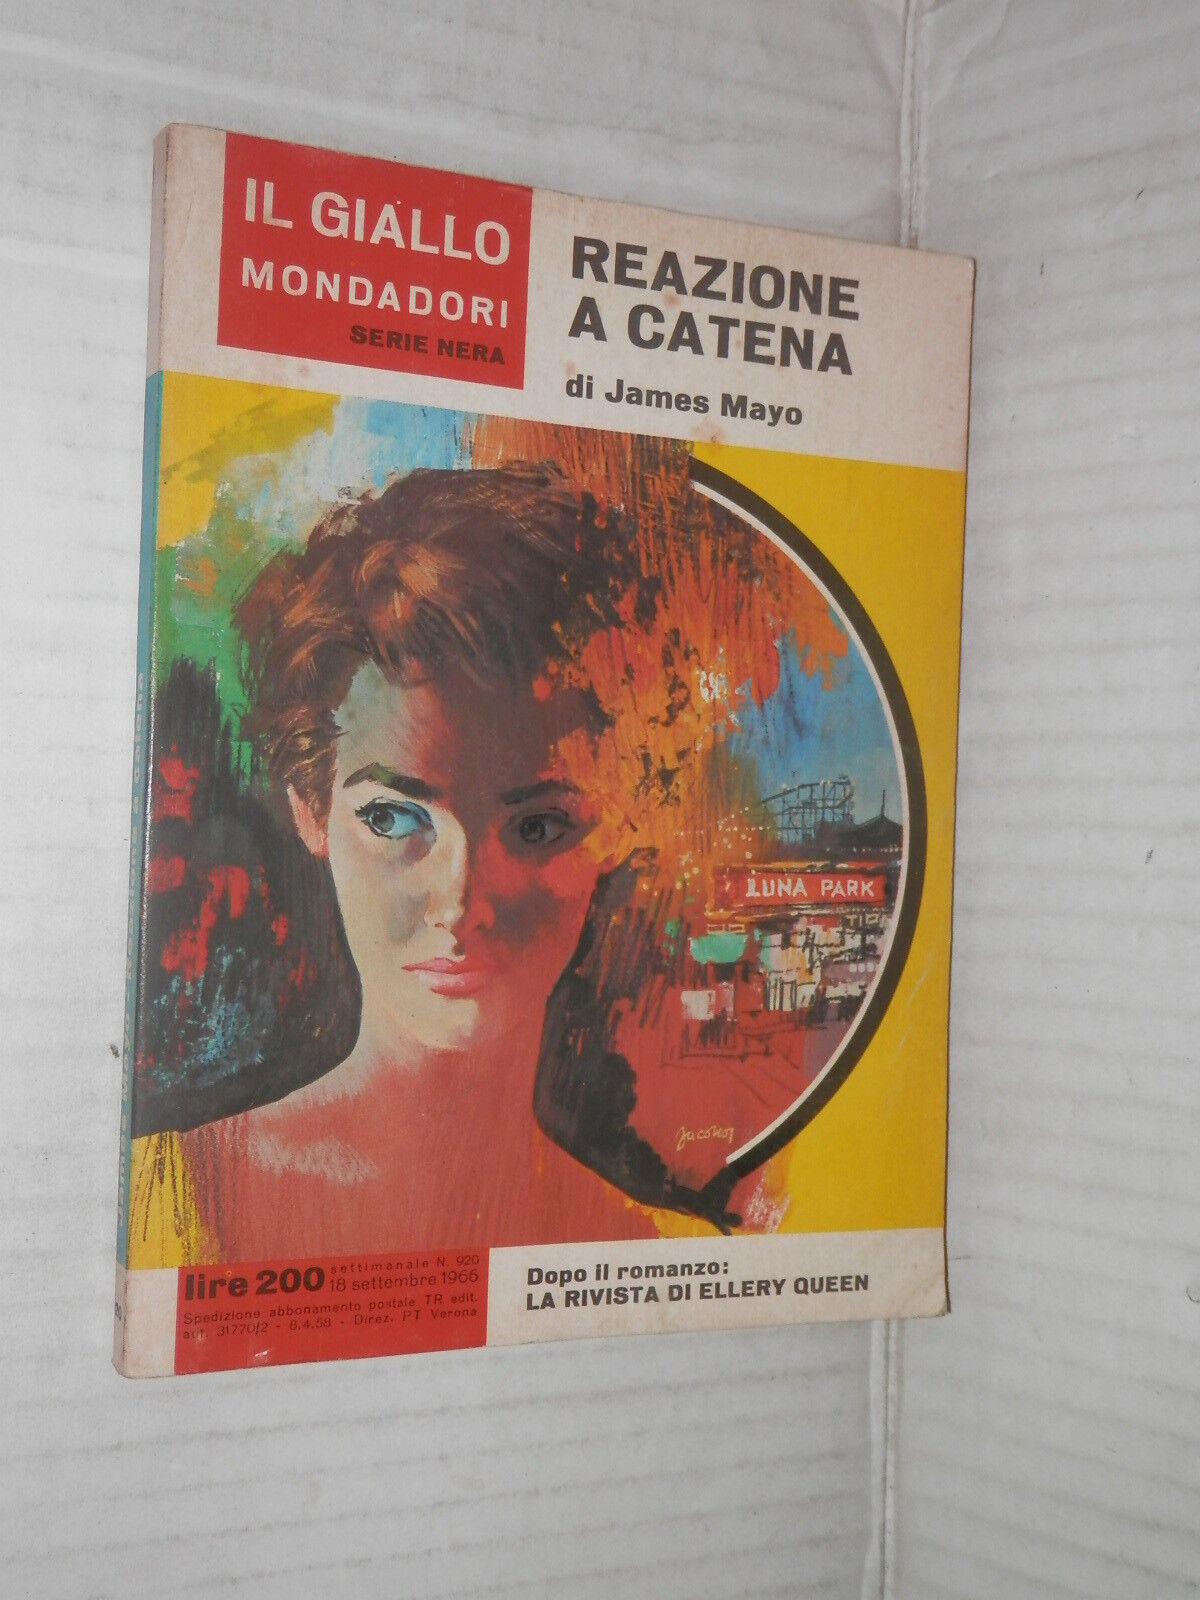 IL GIALLO
MONDADORI
SERIE NERA
REAZIONE
A CATENA
di James Mayo
LUNA PARK
Jacono
lire 200
settimanale N. 920
18 settembre 1966
Spedizione abbonamento postale TR edit.
aut. 31770/2 - 8.4.58 - Direz. PT Verona
Dopo il romanzo:
LA RIVISTA DI ELLERY QUEEN